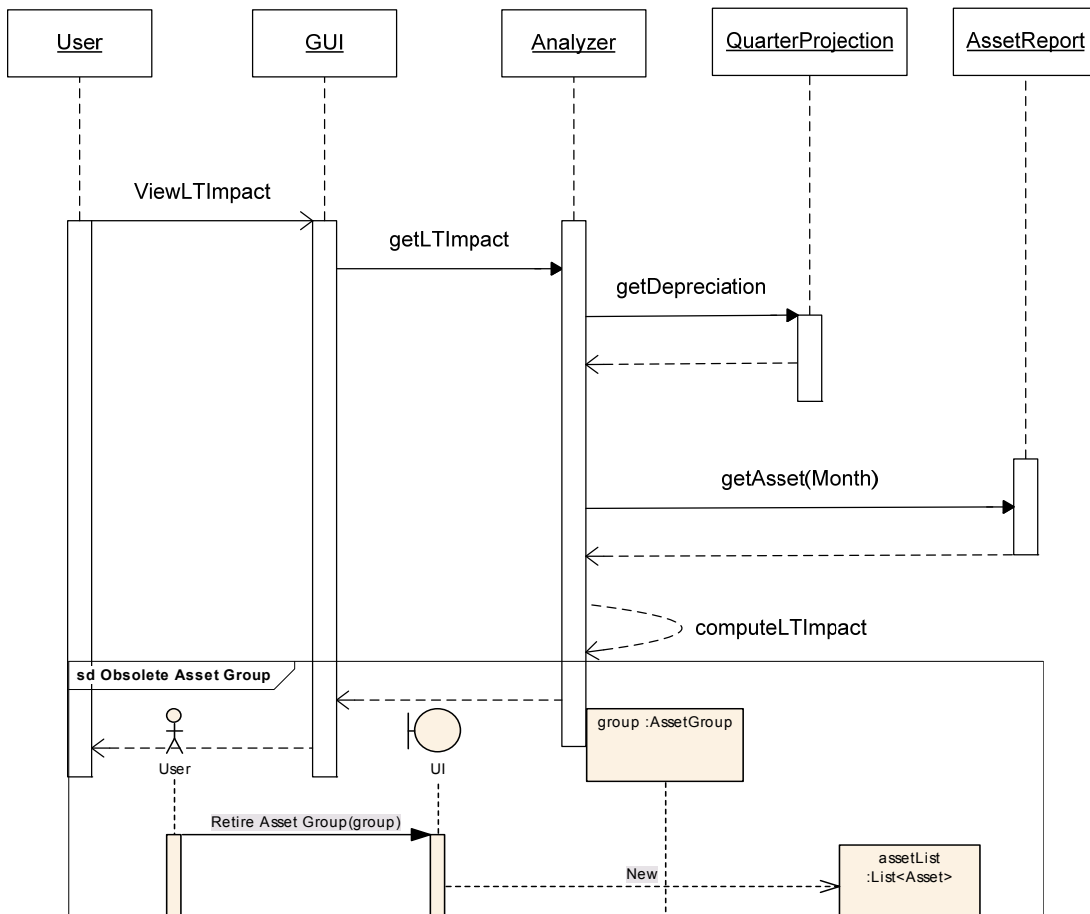 User
GUI
Analyzer
QuarterProjection
AssetReport
ViewLTImpact
getLTImpact
getDepreciation
getAsset(Month)
computeLTImpact
sd Obsolete Asset Group
group :AssetGroup
User
UI
Retire Asset Group(group)
New
assetList
:List<Asset>